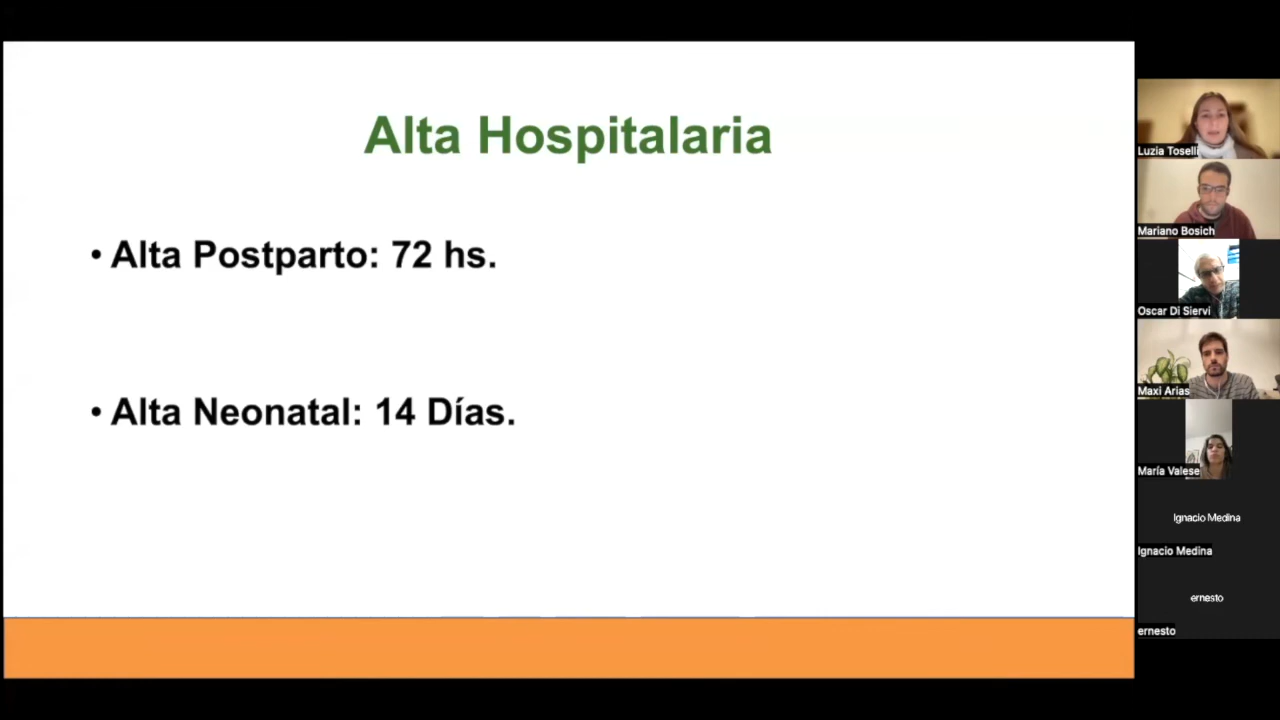 Alta Hospitalaria
• Alta Postparto: 72 hs.
• Alta Neonatal: 14 Días.
Luzia Toselli
Mariano Bosich
Oscar Di Siervi
Maxi Arias
María Valese
Ignacio Medina
Ignacio Medina
ernesto
ernesto